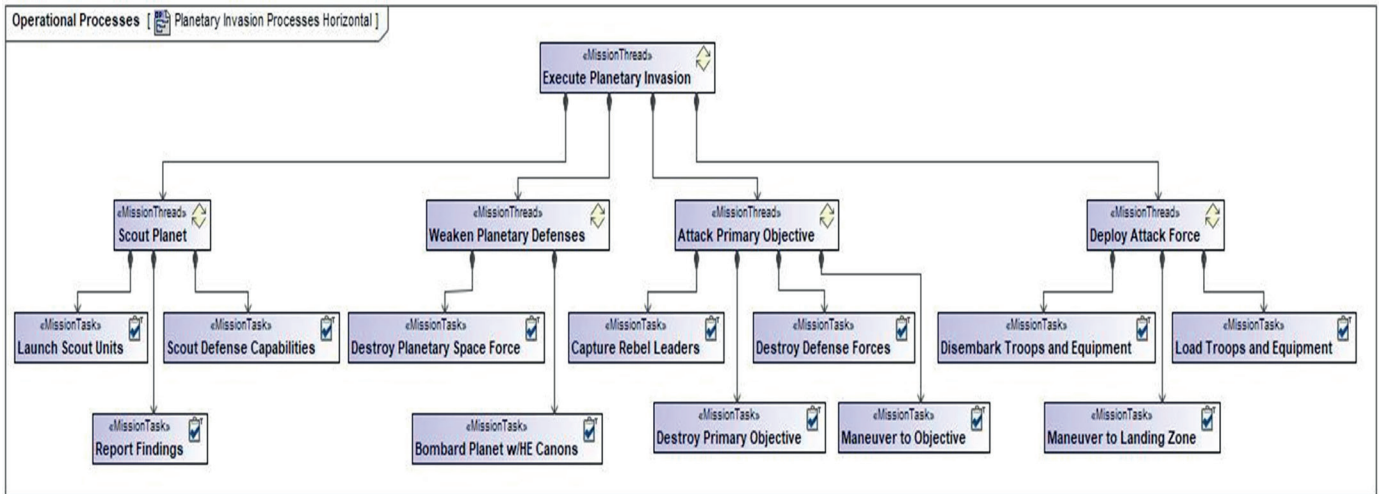 Operational Processes [ Planetary Invasion Processes Horizontal ]
«MissionThread»
Execute Planetary Invasion
«MissionThread»
Scout Planet
«MissionThread»
Weaken Planetary Defenses
«MissionThread»
Attack Primary Objective
«MissionThread»
Deploy Attack Force
«MissionTask»
Launch Scout Units
«MissionTask»
Scout Defense Capabilities
«MissionTask»
Destroy Planetary Space Force
«MissionTask»
Capture Rebel Leaders
«MissionTask»
Destroy Defense Forces
«MissionTask»
Disembark Troops and Equipment
«MissionTask»
Load Troops and Equipment
«MissionTask»
Report Findings
«MissionTask»
Bombard Planet w/HE Canons
«MissionTask»
Destroy Primary Objective
«MissionTask»
Maneuver to Objective
«MissionTask»
Maneuver to Landing Zone